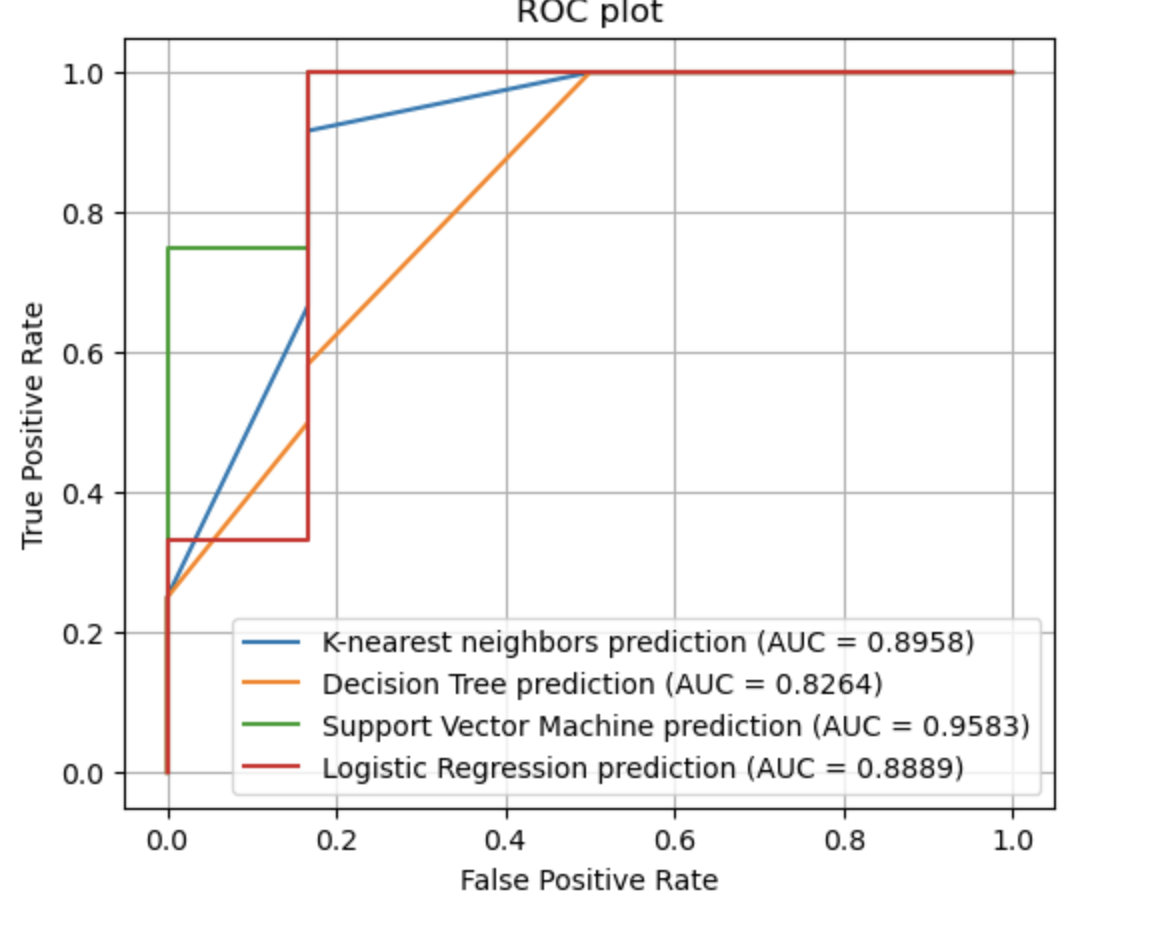 ROC plot
True Positive Rate
1.0
0.8
0.6
0.4
0.2
0.0
K-nearest neighbors prediction (AUC = 0.8958)
Decision Tree prediction (AUC = 0.8264)
Support Vector Machine prediction (AUC = 0.9583)
Logistic Regression prediction (AUC = 0.8889)
0.0 0.2 0.4 0.6 0.8 1.0
False Positive Rate